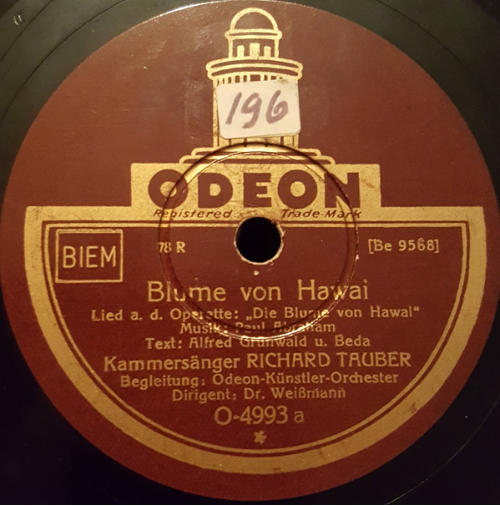 196
ODEON
Registered Trade-Mark
BIEM
78 R
[Be 9568]
Blume von Hawai
Lied a. d. Operette: „Die Blume von Hawai“
Musik: Paul Abraham
Text: Alfred Grünwald u. Beda
Kammersänger RICHARD TAUBER
Begleitung: Odeon-Künstler-Orchester
Dirigent: Dr. Weißmann
O-4993 a
*